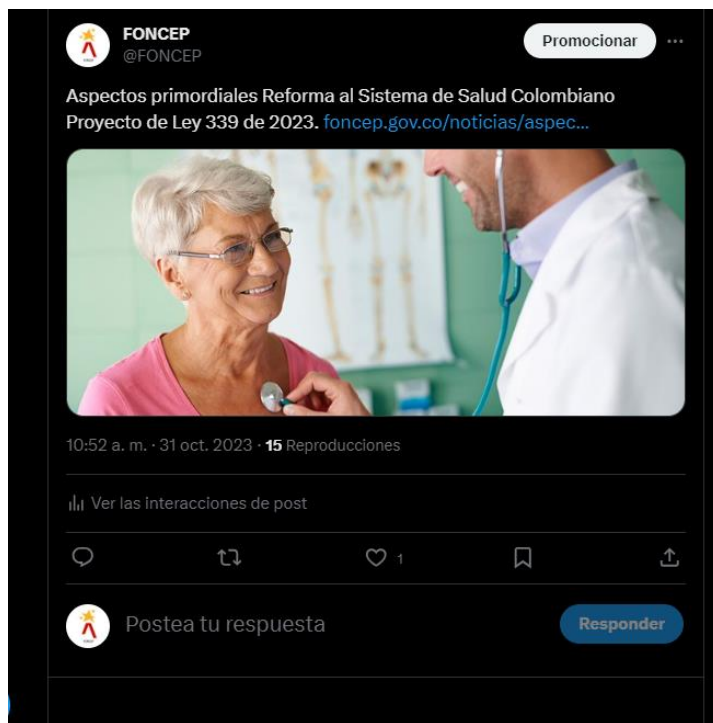 FONCEP
Promocionar
@FONCEP
Aspectos primordiales Reforma al Sistema de Salud Colombiano
Proyecto de Ley 339 de 2023. foncep.gov.co/noticias/aspec...
10:52 a. m. · 31 oct. 2023 · 15 Reproducciones
Ver las interacciones de post
1
Postea tu respuesta
Responder